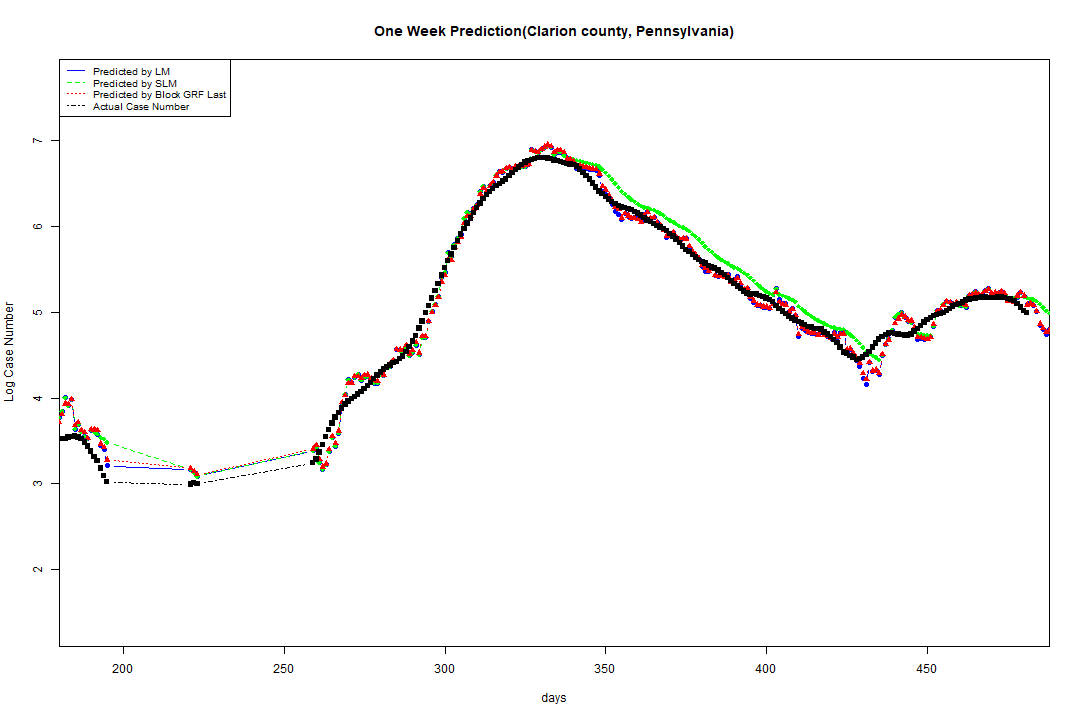 One Week Prediction(Clarion county, Pennsylvania)
Predicted by LM
Predicted by SLM
Predicted by Block GRF Last
Actual Case Number
Log Case Number
7
6
5
4
3
2
200 250 300 350 400 450
days